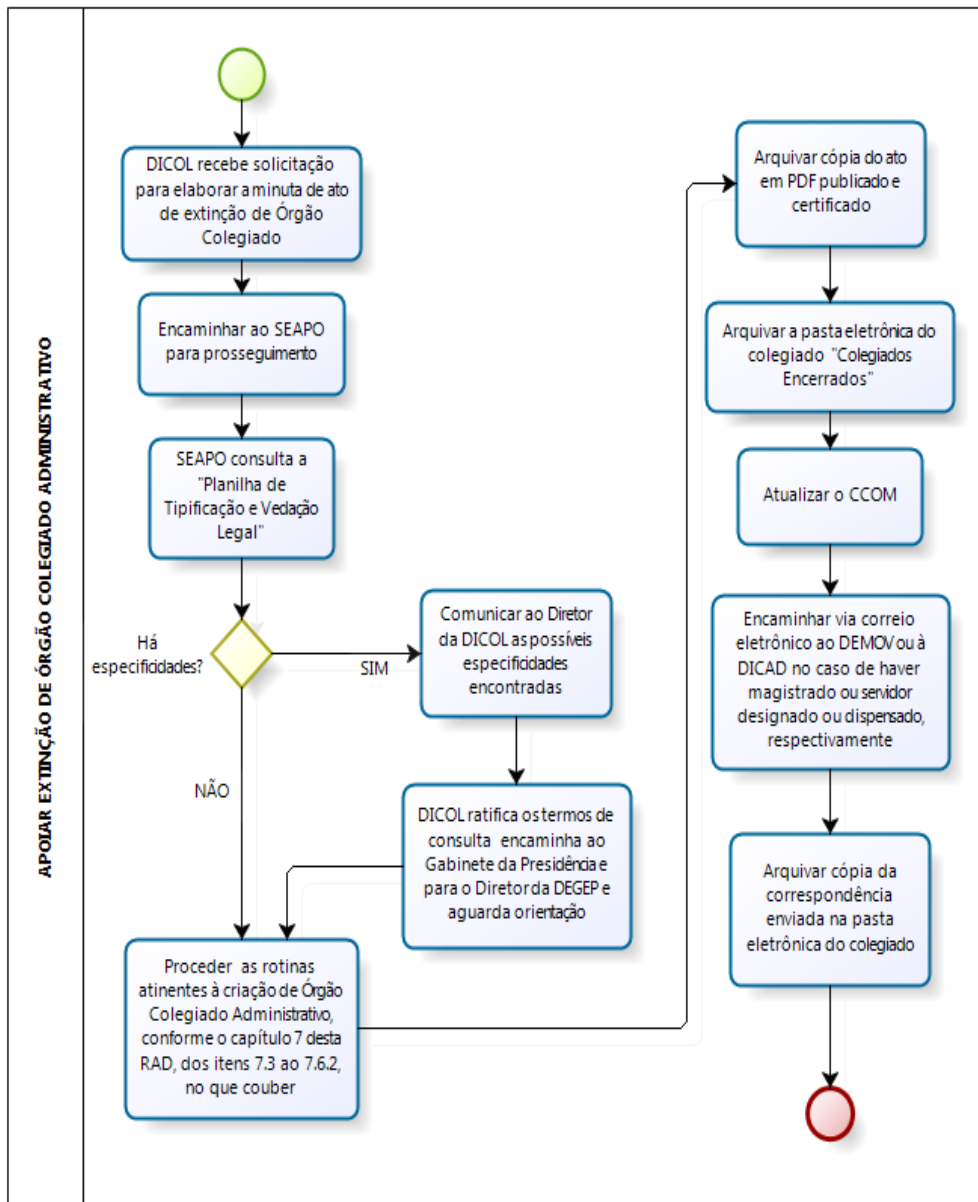 APOIAR EXTINÇÃO DE ÓRGÃO COLEGIADO ADMINISTRATIVO
DICOL recebe solicitação
para elaborar a minuta de ato
de extinção de Órgão
Colegiado
Encaminhar ao SEAPO
para prosseguimento
SEAPO consulta a
"Planilha de
Tipificação e Vedação
Legal"
Há
especificidades?
SIM
NÃO
Comunicar ao Diretor
da DICOL as possíveis
especificidades
encontradas
DICOL ratifica os termos de
consulta encaminha ao
Gabinete da Presidência e
para o Diretor da DEGEP e
aguarda orientação
Proceder as rotinas
atinentes à criação de Órgão
Colegiado Administrativo,
conforme o capítulo 7 desta
RAD, dos itens 7.3 ao 7.6.2,
no que couber
Arquivar cópia do ato
em PDF publicado e
certificado
Arquivar a pasta eletrônica do
colegiado "Colegiados
Encerrados"
Atualizar o CCOM
Encaminhar via correio
eletrônico ao DEMOV ou à
DICAD no caso de haver
magistrado ou servidor
designado ou dispensado,
respectivamente
Arquivar cópia da
correspondência
enviada na pasta
eletrônica do colegiado